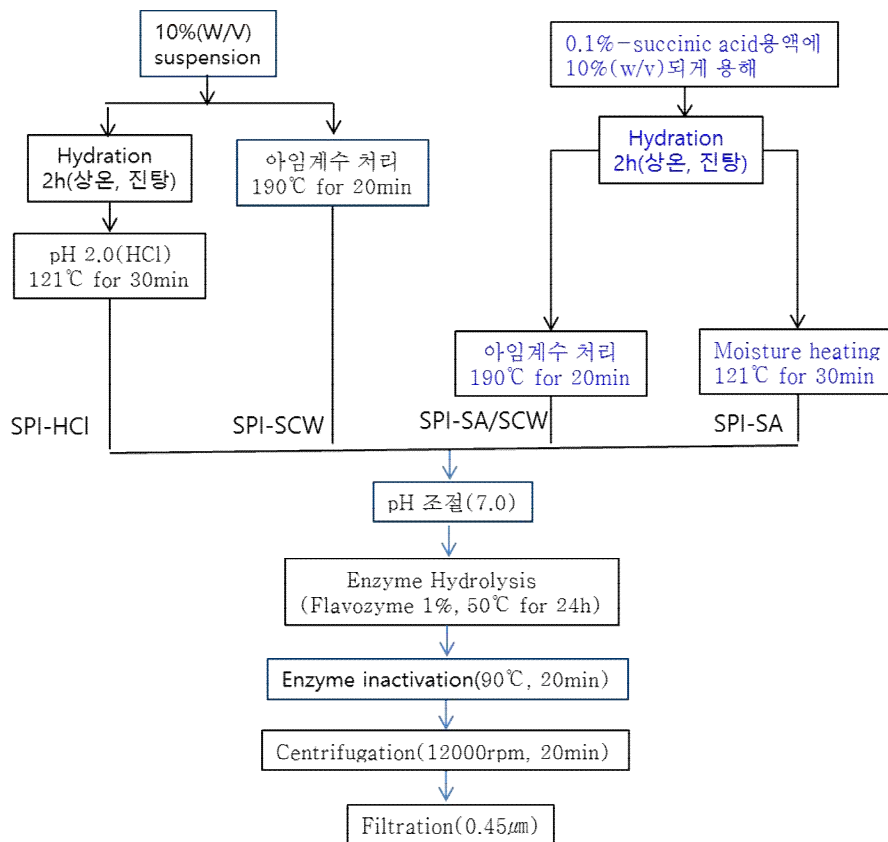 10%(W/V)
suspension
0.1%-succinic acid용액에
10%(w/v)되게 용해
Hydration
2h(상온, 진탕)
아임계수 처리
190℃ for 20min
Hydration
2h(상온, 진탕)
pH 2.0(HCl)
121℃ for 30min
아임계수 처리
190℃ for 20min
Moisture heating
121℃ for 30min
SPI-HCl
SPI-SCW
SPI-SA/SCW
SPI-SA
pH 조절(7.0)
Enzyme Hydrolysis
(Flavozyme 1%, 50℃ for 24h)
Enzyme inactivation(90℃, 20min)
Centrifugation(12000rpm, 20min)
Filtration(0.45㎛)